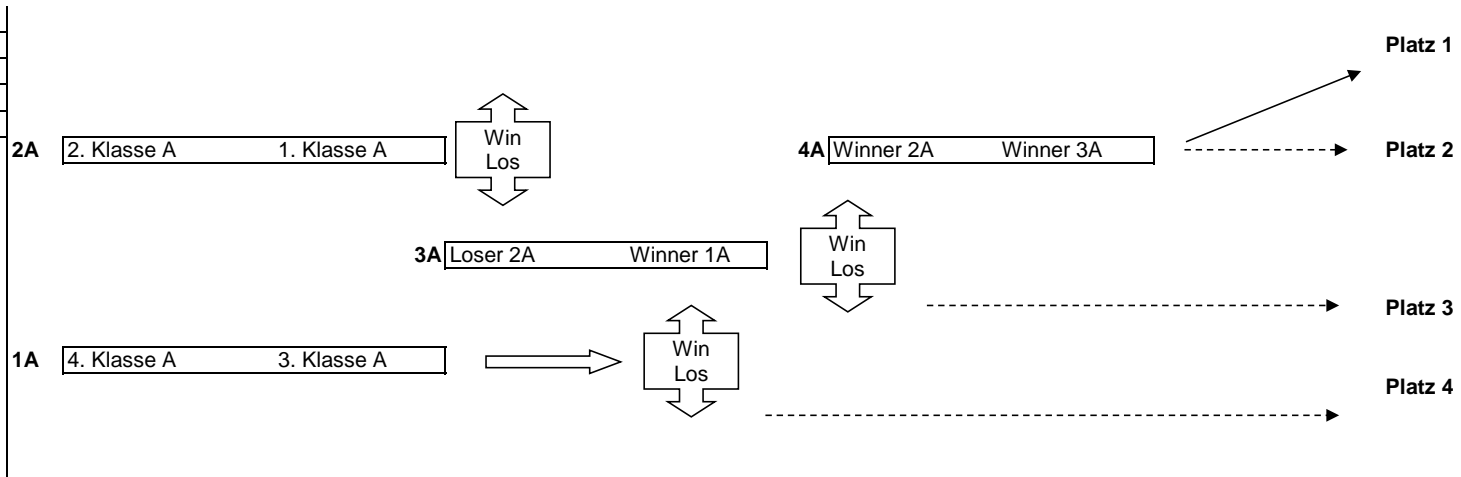 Platz 1
2A 2. Klasse A 1. Klasse A Win Los 4A Winner 2A Winner 3A Platz 2
3A Loser 2A Winner 1A Win Los
Platz 3
1A 4. Klasse A 3. Klasse A Win Los
Platz 4